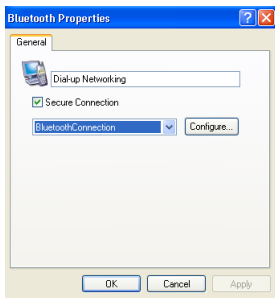 Bluetooth Properties
General
Dial-up Networking
Secure Connection
BluetoothConnection
Configure...
OK
Cancel
Apply